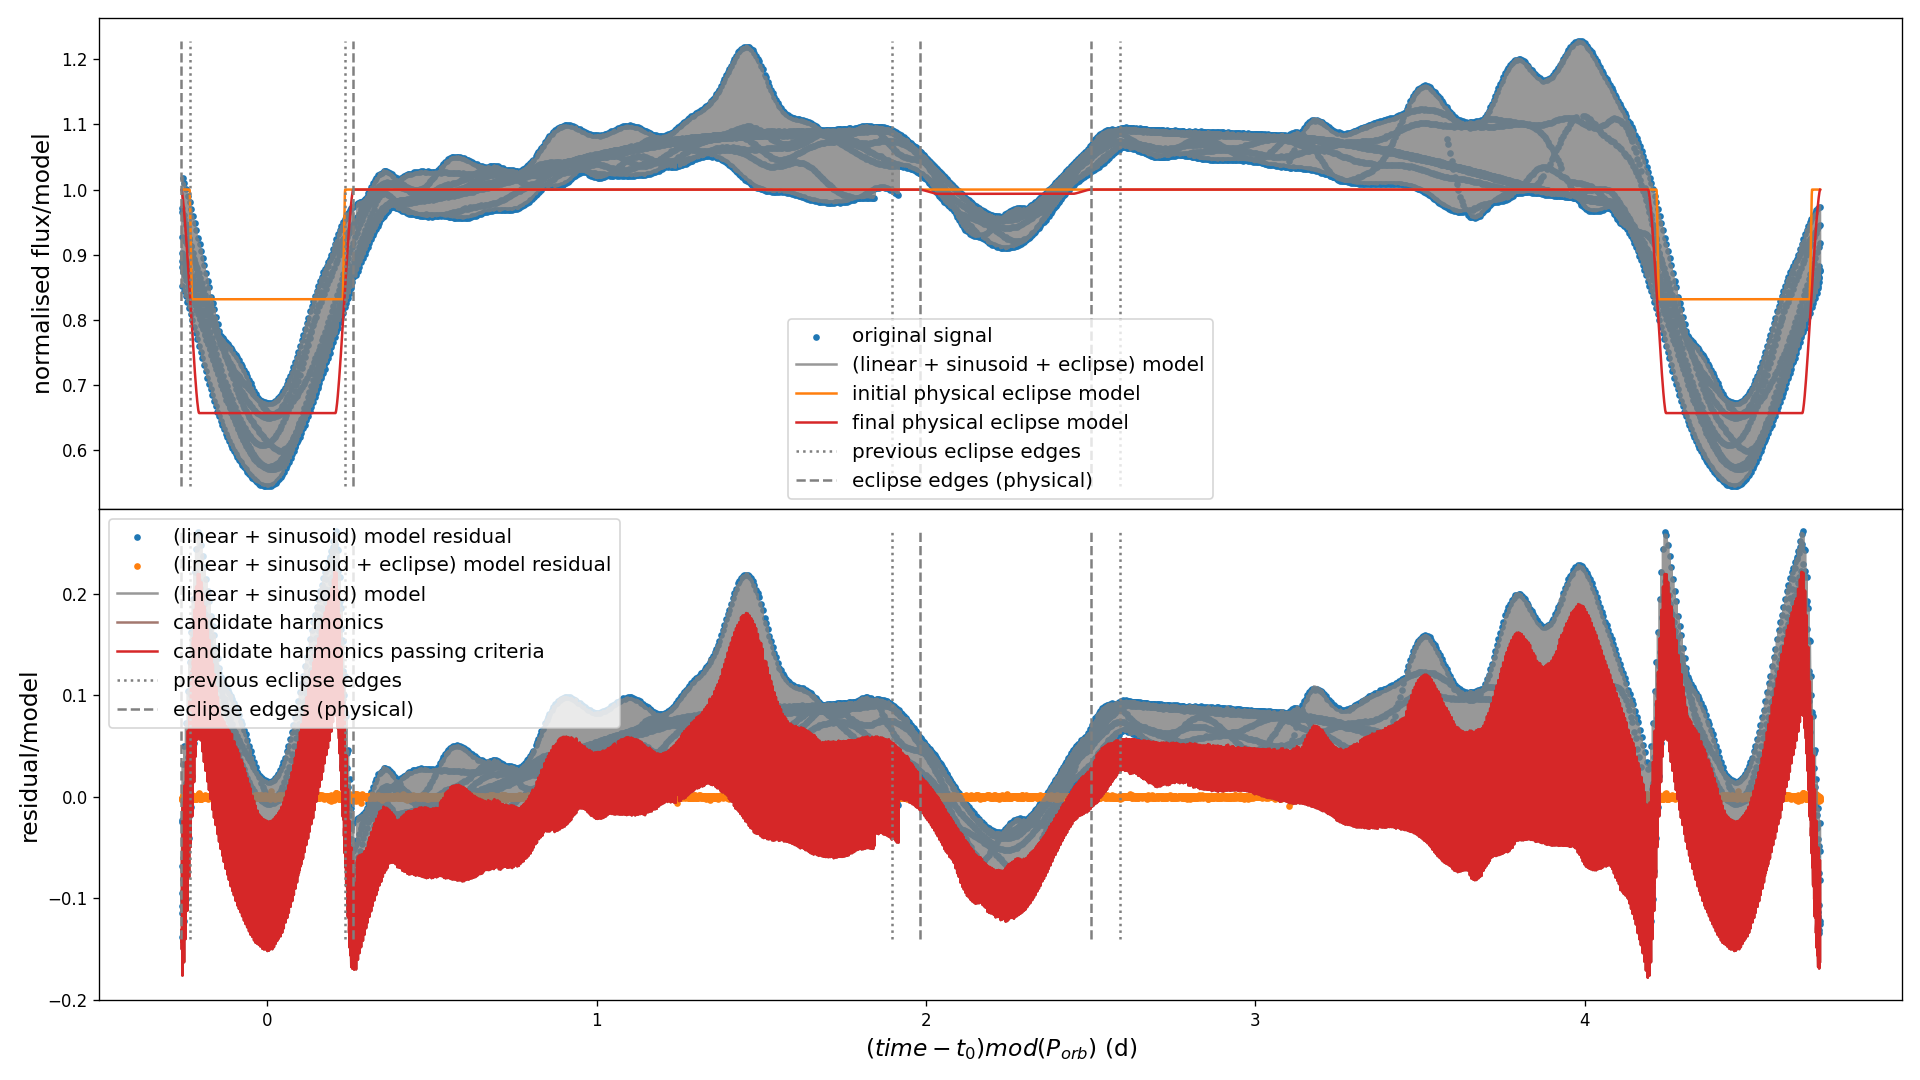 1.2
1.1
1.0
0.9
0.8
0.7
0.6
normalised flux/model
original signal
(linear + sinusoid + eclipse) model
initial physical eclipse model
final physical eclipse model
previous eclipse edges
eclipse edges (physical)
(linear + sinusoid) model residual
(linear + sinusoid + eclipse) model residual
(linear + sinusoid) model
candidate harmonics
candidate harmonics passing criteria
previous eclipse edges
eclipse edges (physical)
0.2
0.1
0.0
−0.1
−0.2
residual/model
0 1 2 3 4
(time − t₀)mod(P_orb) (d)